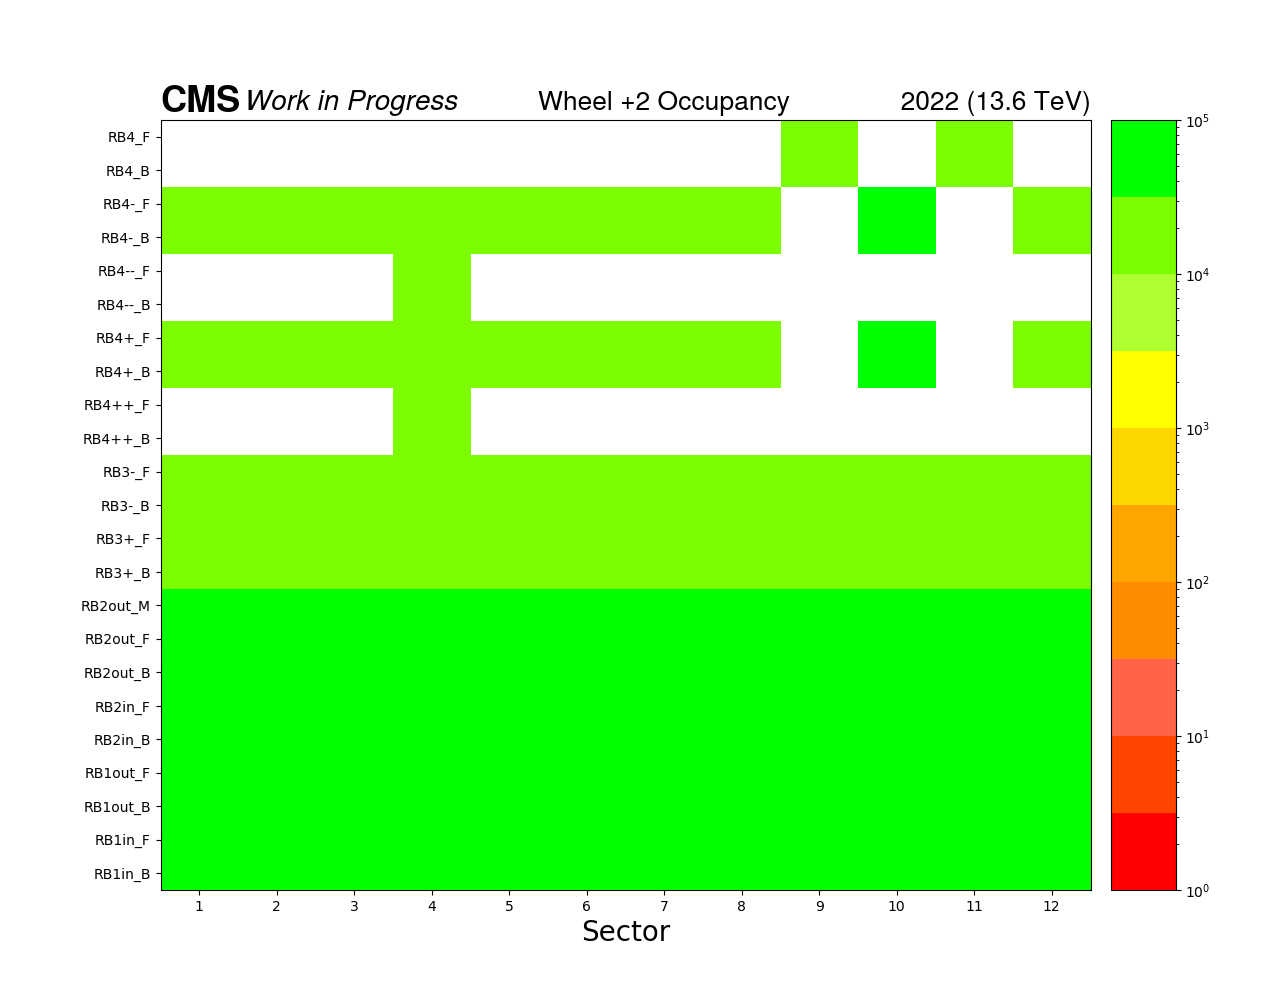 CMS Work in Progress Wheel +2 Occupancy 2022 (13.6 TeV)
RB4_F
RB4_B
RB4-_F
RB4-_B
RB4--_F
RB4--_B
RB4+_F
RB4+_B
RB4++_F
RB4++_B
RB3-_F
RB3-_B
RB3+_F
RB3+_B
RB2out_M
RB2out_F
RB2out_B
RB2in_F
RB2in_B
RB1out_F
RB1out_B
RB1in_F
RB1in_B
1 2 3 4 5 6 7 8 9 10 11 12
Sector
10⁵
10⁴
10³
10²
10¹
10⁰